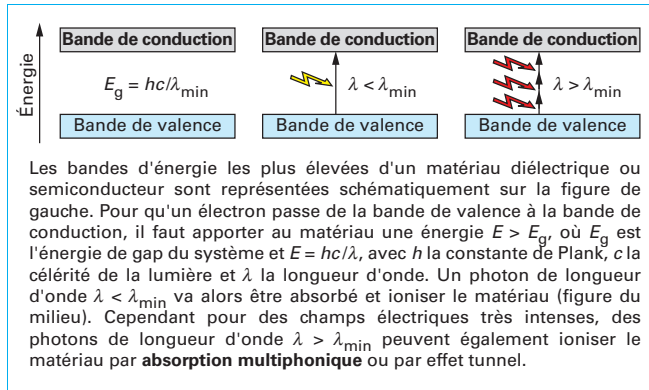 Énergie
Bande de conduction
E_g = hc/λ_min
Bande de valence
Bande de conduction
λ < λ_min
Bande de valence
Bande de conduction
λ > λ_min
Bande de valence
Les bandes d'énergie les plus élevées d'un matériau diélectrique ou
semiconducteur sont représentées schématiquement sur la figure de
gauche. Pour qu'un électron passe de la bande de valence à la bande de
conduction, il faut apporter au matériau une énergie E > E_g, où E_g est
l'énergie de gap du système et E = hc/λ, avec h la constante de Plank, c la
célérité de la lumière et λ la longueur d'onde. Un photon de longueur
d'onde λ < λ_min va alors être absorbé et ioniser le matériau (figure du
milieu). Cependant pour des champs électriques très intenses, des
photons de longueur d'onde λ > λ_min peuvent également ioniser le
matériau par absorption multiphonique ou par effet tunnel.